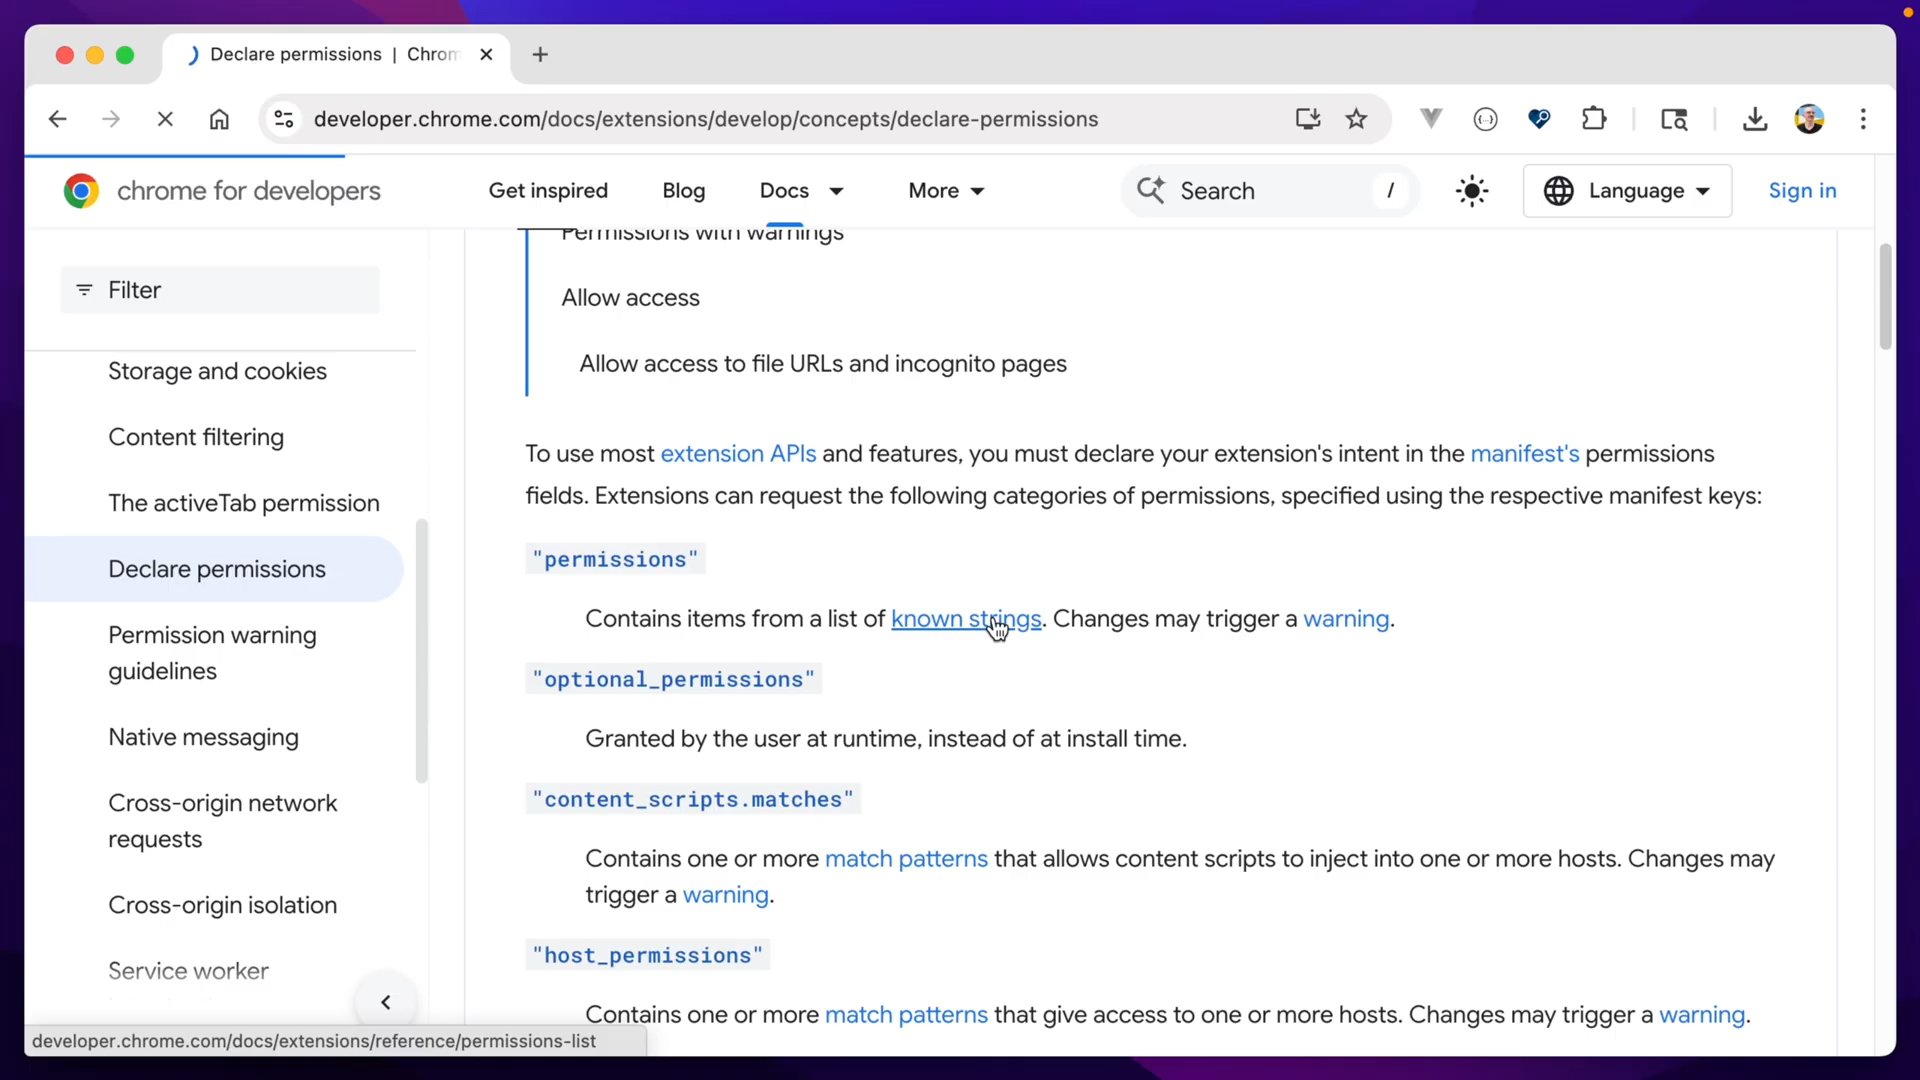 Declare permissions | Chrom
developer.chrome.com/docs/extensions/develop/concepts/declare-permissions
chrome for developers
Get inspired
Blog
Docs
More
Search
/
Language
Sign in
Filter
Storage and cookies
Content filtering
The activeTab permission
Declare permissions
Permission warning
guidelines
Native messaging
Cross-origin network
requests
Cross-origin isolation
Service worker
Permissions with warnings
Allow access
Allow access to file URLs and incognito pages
To use most extension APIs and features, you must declare your extension's intent in the manifest's permissions
fields. Extensions can request the following categories of permissions, specified using the respective manifest keys:
"permissions"
Contains items from a list of known strings. Changes may trigger a warning.
"optional_permissions"
Granted by the user at runtime, instead of at install time.
"content_scripts.matches"
Contains one or more match patterns that allows content scripts to inject into one or more hosts. Changes may
trigger a warning.
"host_permissions"
Contains one or more match patterns that give access to one or more hosts. Changes may trigger a warning.
developer.chrome.com/docs/extensions/reference/permissions-list